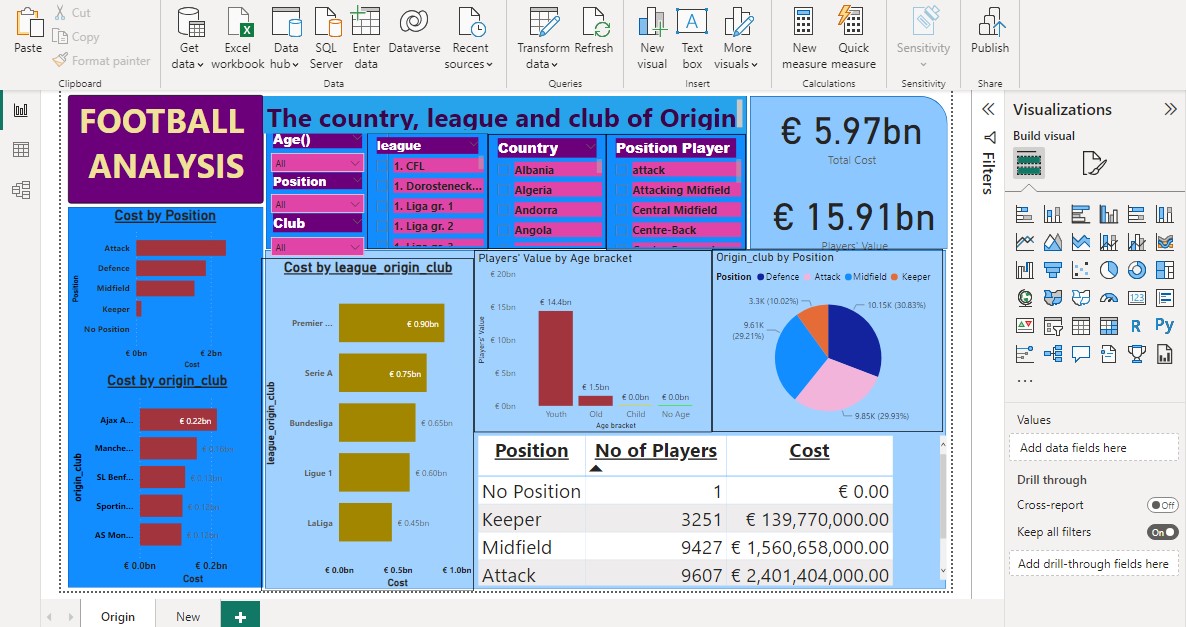 Paste
Cut
Copy
Format painter
Clipboard
Get data
Excel workbook
Data hub
SQL Server
Enter data
Dataverse
Recent sources
Data
Transform data
Refresh
Queries
New visual
Text box
More visuals
Insert
New measure
Quick measure
Calculations
Sensitivity
Sensitivity
Publish
Share
FOOTBALL
ANALYSIS
The country, league and club of Origin
Age()
All
Position
All
Club
All
league
1. CFL
1. Dorosteneck...
1. Liga gr. 1
1. Liga gr. 2
Country
Albania
Algeria
Andorra
Angola
Position Player
attack
Attacking Midfield
Central Midfield
Centre-Back
€ 5.97bn
Total Cost
€ 15.91bn
Players' Value
Cost by Position
Position
Attack
Defence
Midfield
Keeper
No Position
€ 0bn
€ 2bn
Cost
Cost by origin_club
origin_club
Ajax A...
€ 0.22bn
Manche...
SL Benf...
Sportin...
AS Mon...
€ 0.0bn
€ 0.2bn
Cost
Cost by league_origin_club
league_origin_club
Premier ...
€ 0.90bn
Serie A
€ 0.75bn
Bundesliga
€ 0.65bn
Ligue 1
€ 0.60bn
LaLiga
€ 0.45bn
€ 0.0bn
€ 0.5bn
€ 1.0bn
Cost
Players' Value by Age bracket
Players' Value
€ 20bn
€ 15bn
€ 10bn
€ 5bn
€ 0bn
€ 14.4bn
€ 1.5bn
€ 0.0bn
€ 0.0bn
Youth
Old
Child
No Age
Age bracket
Origin_club by Position
Position
Defence
Attack
Midfield
Keeper
3.3K (10.02%)
10.15K (30.83%)
9.61K
(29.21%)
9.85K (29.93%)
Position No of Players Cost
No Position 1 € 0.00
Keeper 3251 € 139,770,000.00
Midfield 9427 € 1,560,658,000.00
Attack 9607 € 2,401,404,000.00
Filters
Visualizations
Build visual
123
R
Py
...
Values
Add data fields here
Drill through
Cross-report
Off
Keep all filters
On
Add drill-through fields here
Origin
New